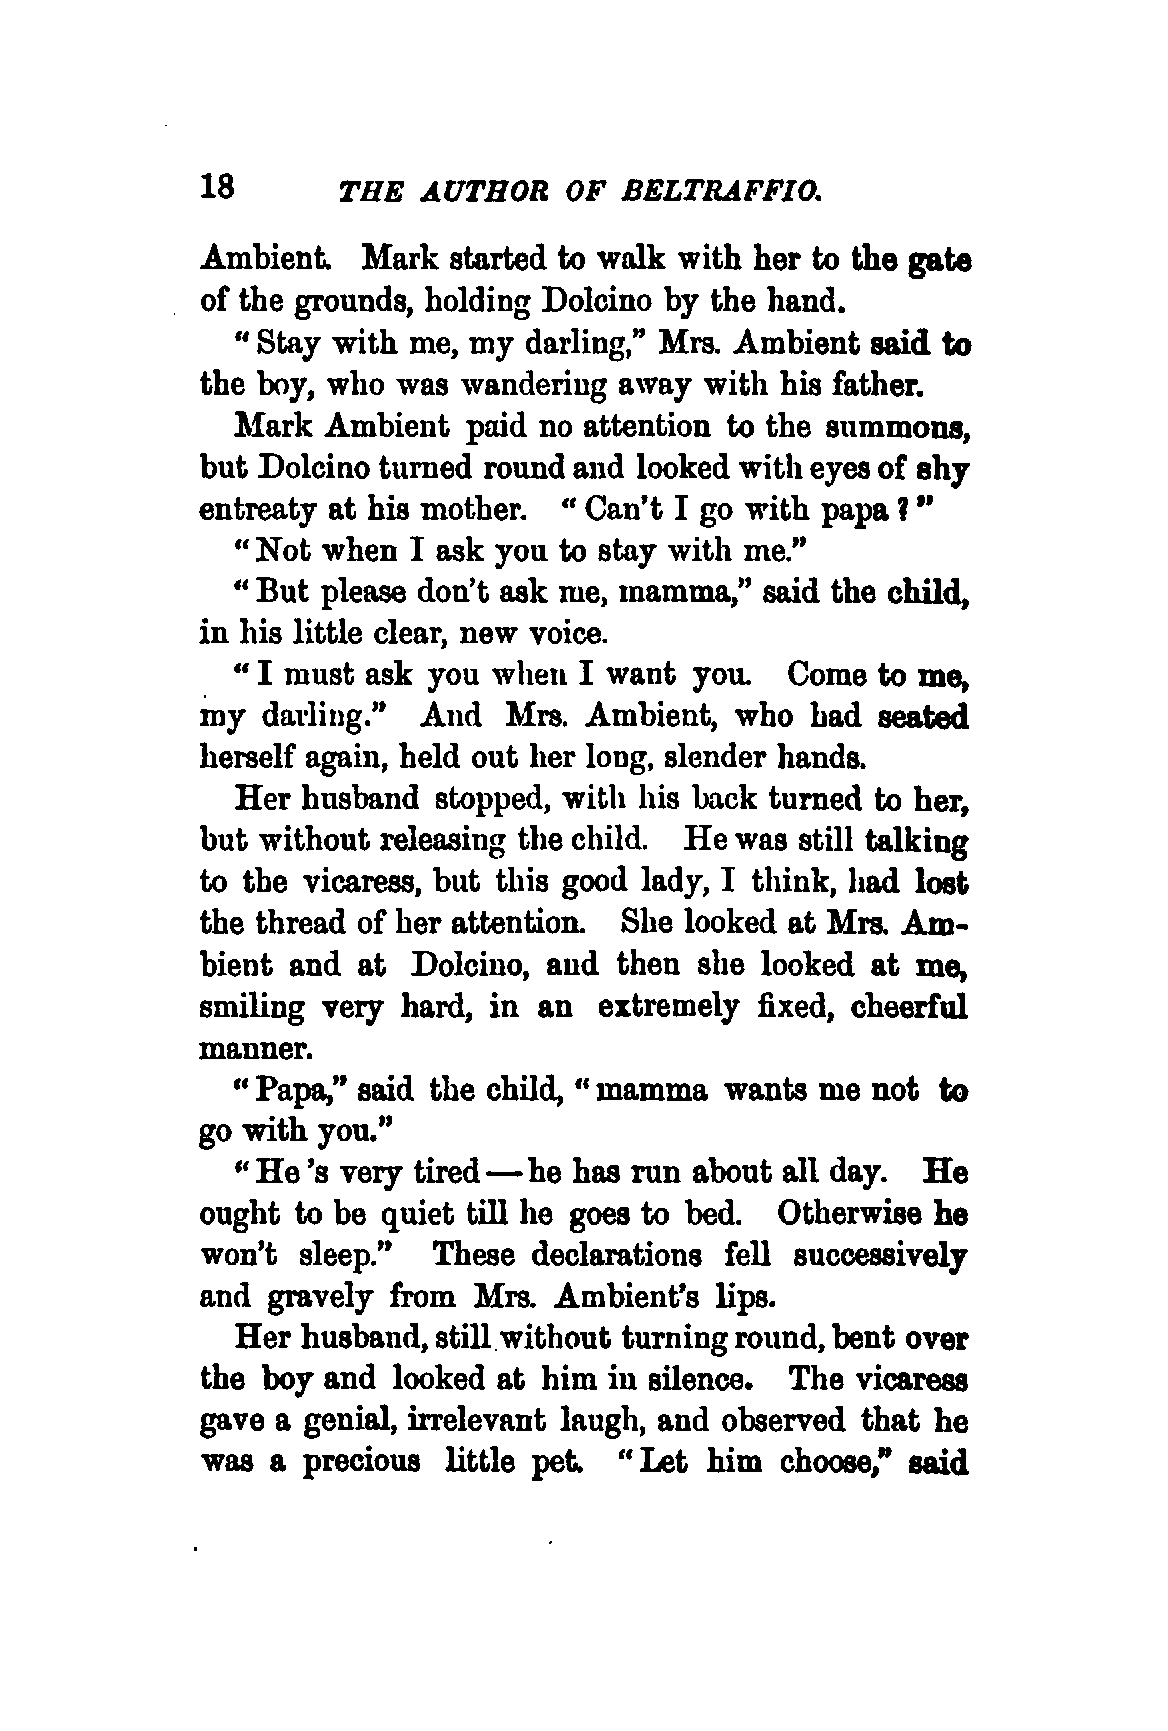 18 THE AUTHOR OF BELTRAFFIO.
Ambient. Mark started to walk with her to the gate
of the grounds, holding Dolcino by the hand.
“Stay with me, my darling,” Mrs. Ambient said to
the boy, who was wandering away with his father.
Mark Ambient paid no attention to the summons,
but Dolcino turned round and looked with eyes of shy
entreaty at his mother. “Can't I go with papa?”
“Not when I ask you to stay with me.”
“But please don't ask me, mamma,” said the child,
in his little clear, new voice.
“I must ask you when I want you. Come to me,
my darling.” And Mrs. Ambient, who had seated
herself again, held out her long, slender hands.
Her husband stopped, with his back turned to her,
but without releasing the child. He was still talking
to the vicaress, but this good lady, I think, had lost
the thread of her attention. She looked at Mrs. Am-
bient and at Dolcino, and then she looked at me,
smiling very hard, in an extremely fixed, cheerful
manner.
“Papa,” said the child, “mamma wants me not to
go with you.”
“He's very tired—he has run about all day. He
ought to be quiet till he goes to bed. Otherwise he
won't sleep.” These declarations fell successively
and gravely from Mrs. Ambient's lips.
Her husband, still without turning round, bent over
the boy and looked at him in silence. The vicaress
gave a genial, irrelevant laugh, and observed that he
was a precious little pet. “Let him choose,” said